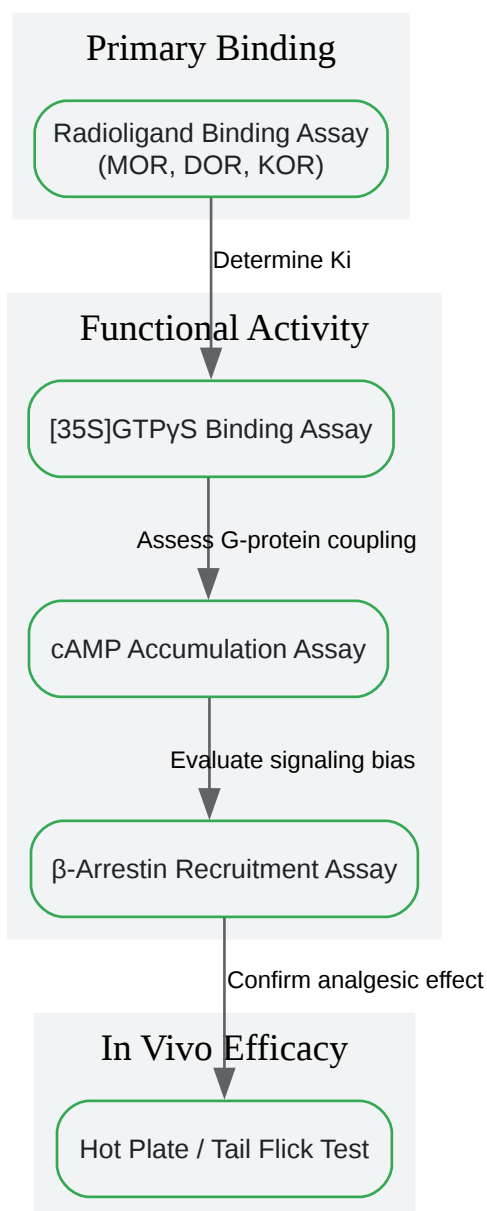 Primary Binding
Radioligand Binding Assay
(MOR, DOR, KOR)
Determine Ki
Functional Activity
[35S]GTPγS Binding Assay
Assess G-protein coupling
cAMP Accumulation Assay
Evaluate signaling bias
β-Arrestin Recruitment Assay
Confirm analgesic effect
In Vivo Efficacy
Hot Plate / Tail Flick Test